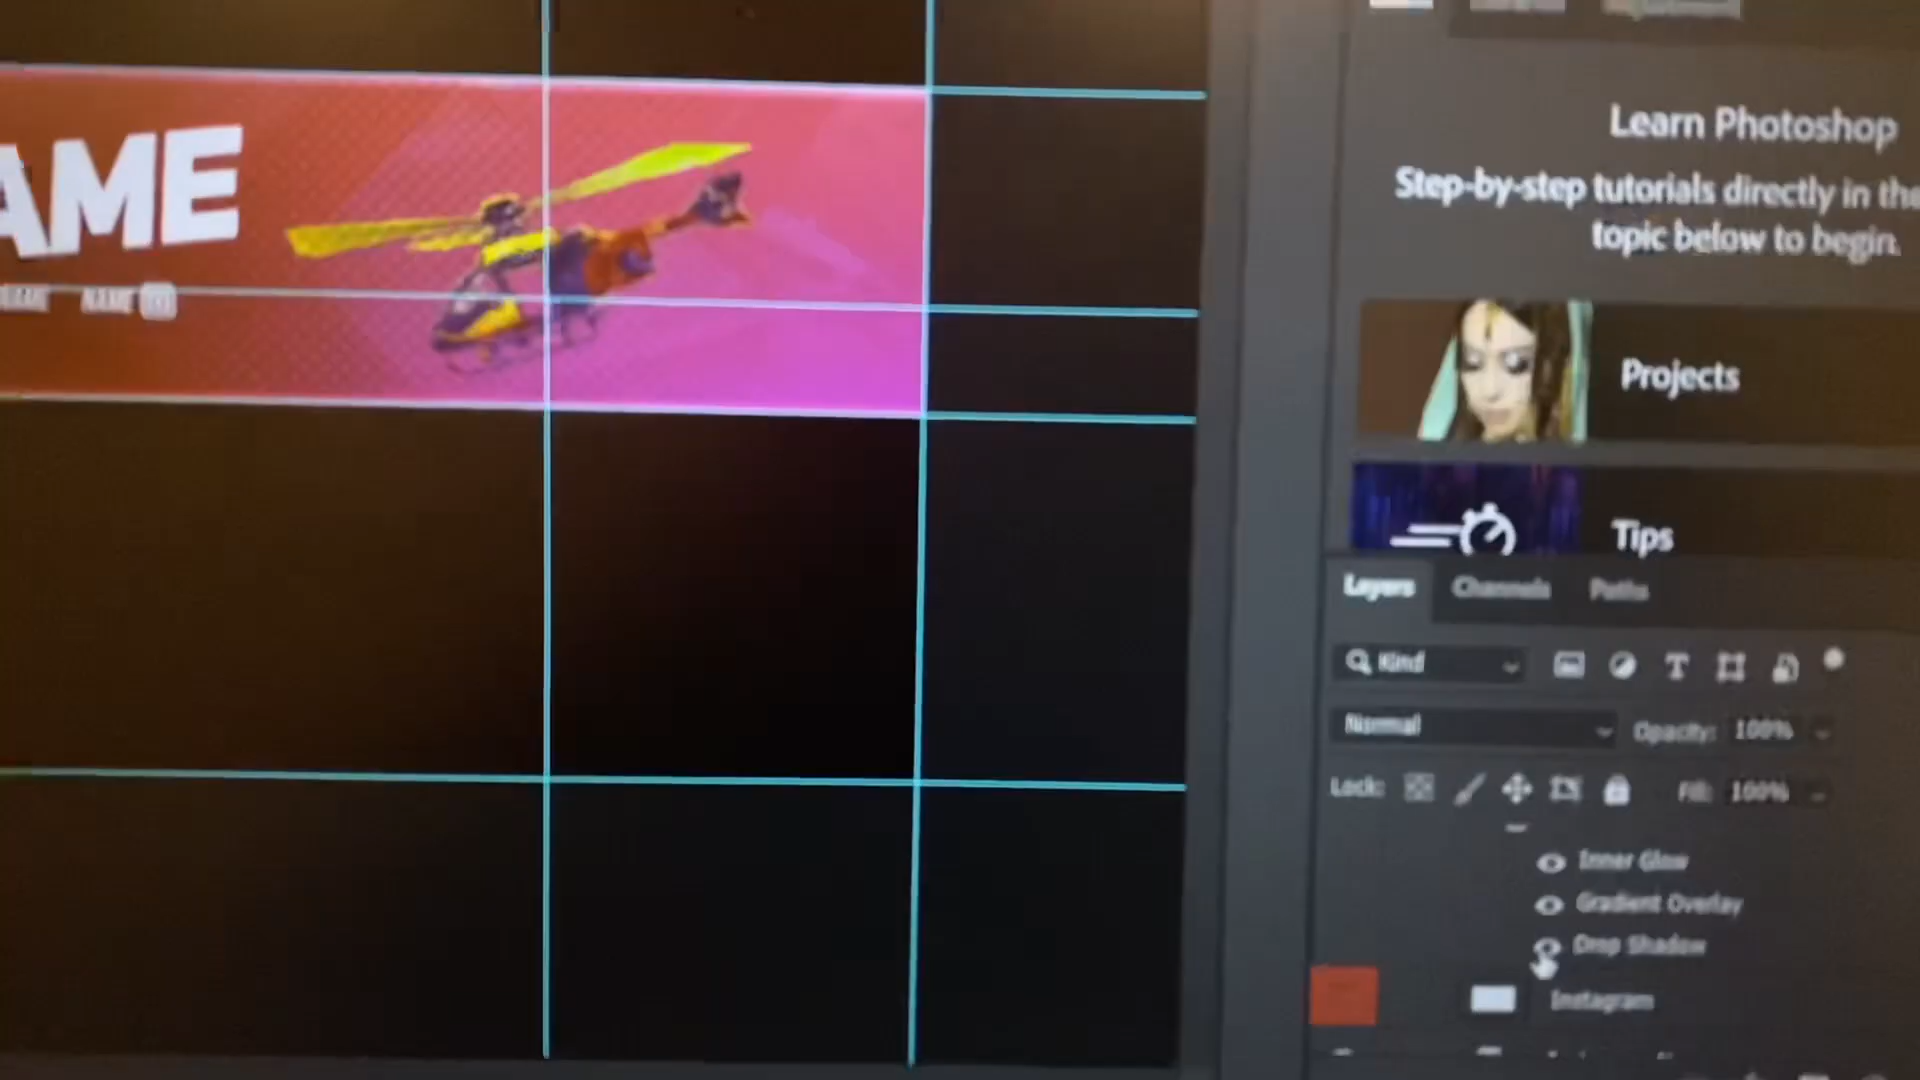 AME
NAME
Learn Photoshop
Step-by-step tutorials directly in the
topic below to begin.
Projects
Tips
Layers Channels Paths
Kind
Normal Opacity: 100%
Lock: Fill: 100%
Inner Glow
Gradient Overlay
Drop Shadow
Instagram